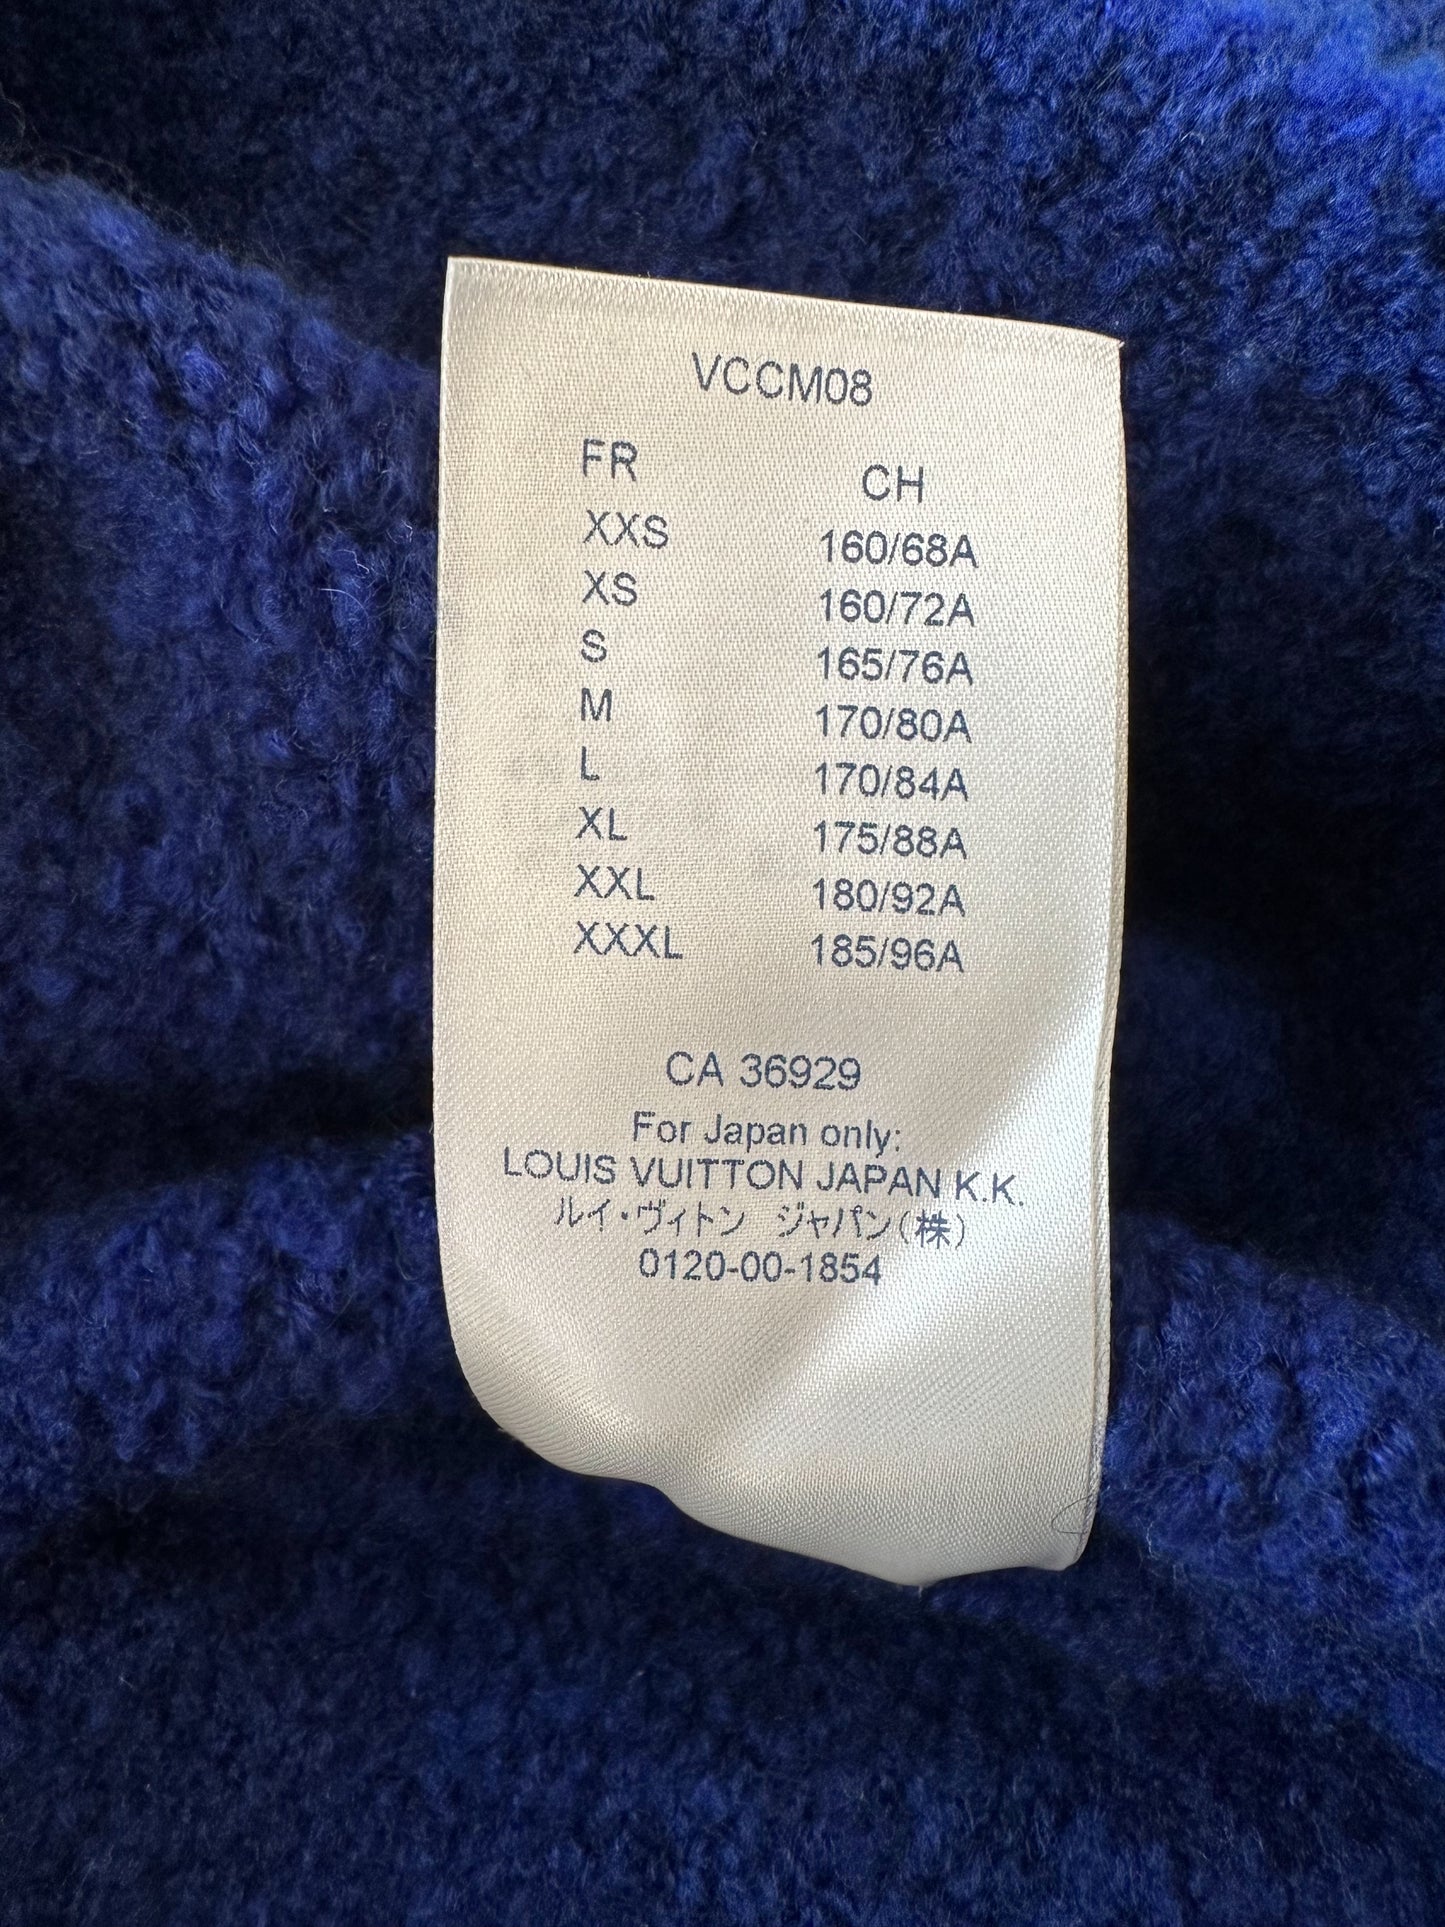 VCCM08
FR CH
XXS 160/68A
XS 160/72A
S 165/76A
M 170/80A
L 170/84A
XL 175/88A
XXL 180/92A
XXXL 185/96A
CA 36929
For Japan only:
LOUIS VUITTON JAPAN K.K.
ルイ・ヴィトン ジャパン(株)
0120-00-1854